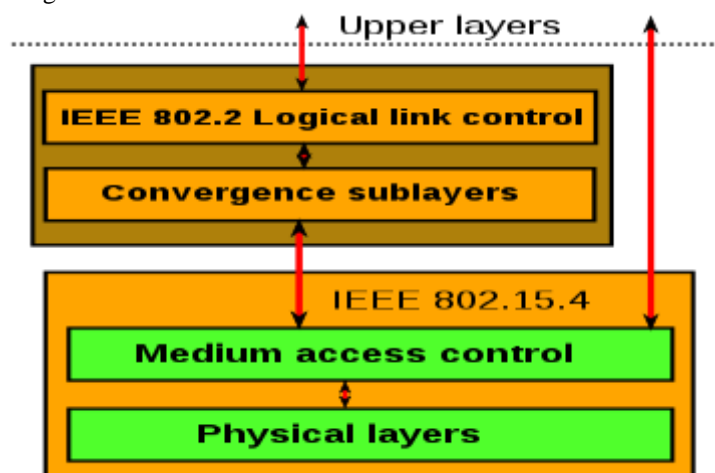 Upper layers
IEEE 802.2 Logical link control
Convergence sublayers
IEEE 802.15.4
Medium access control
Physical layers